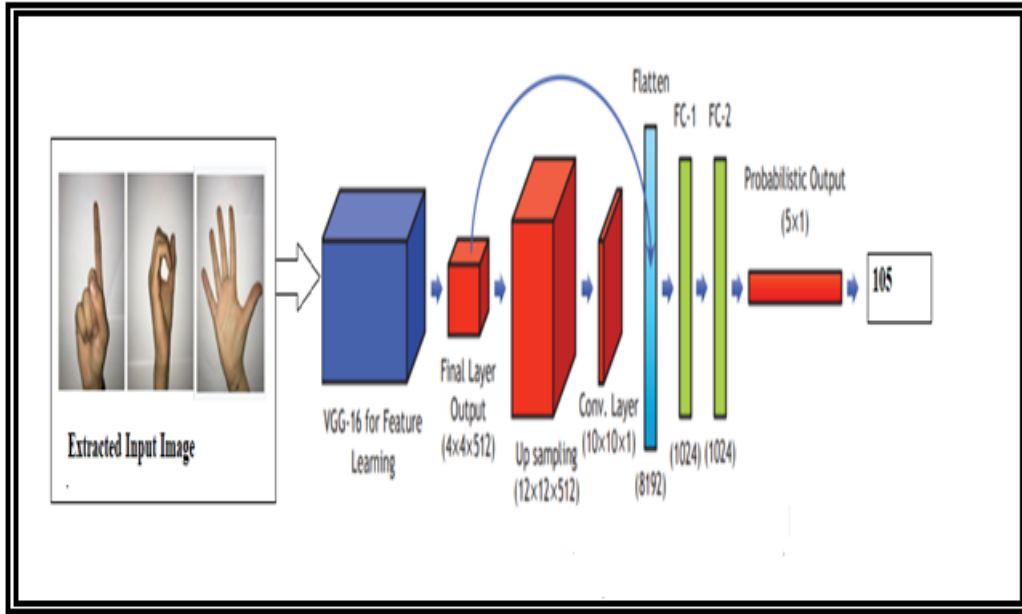 Extracted Input Image
VGG-16 for Feature
Learning
Final Layer
Output
(4×4×512)
Up sampling
(12×12×512)
Conv. Layer
(10×10×1)
Flatten
(8192)
FC-1
(1024)
FC-2
(1024)
Probabilistic Output
(5×1)
105